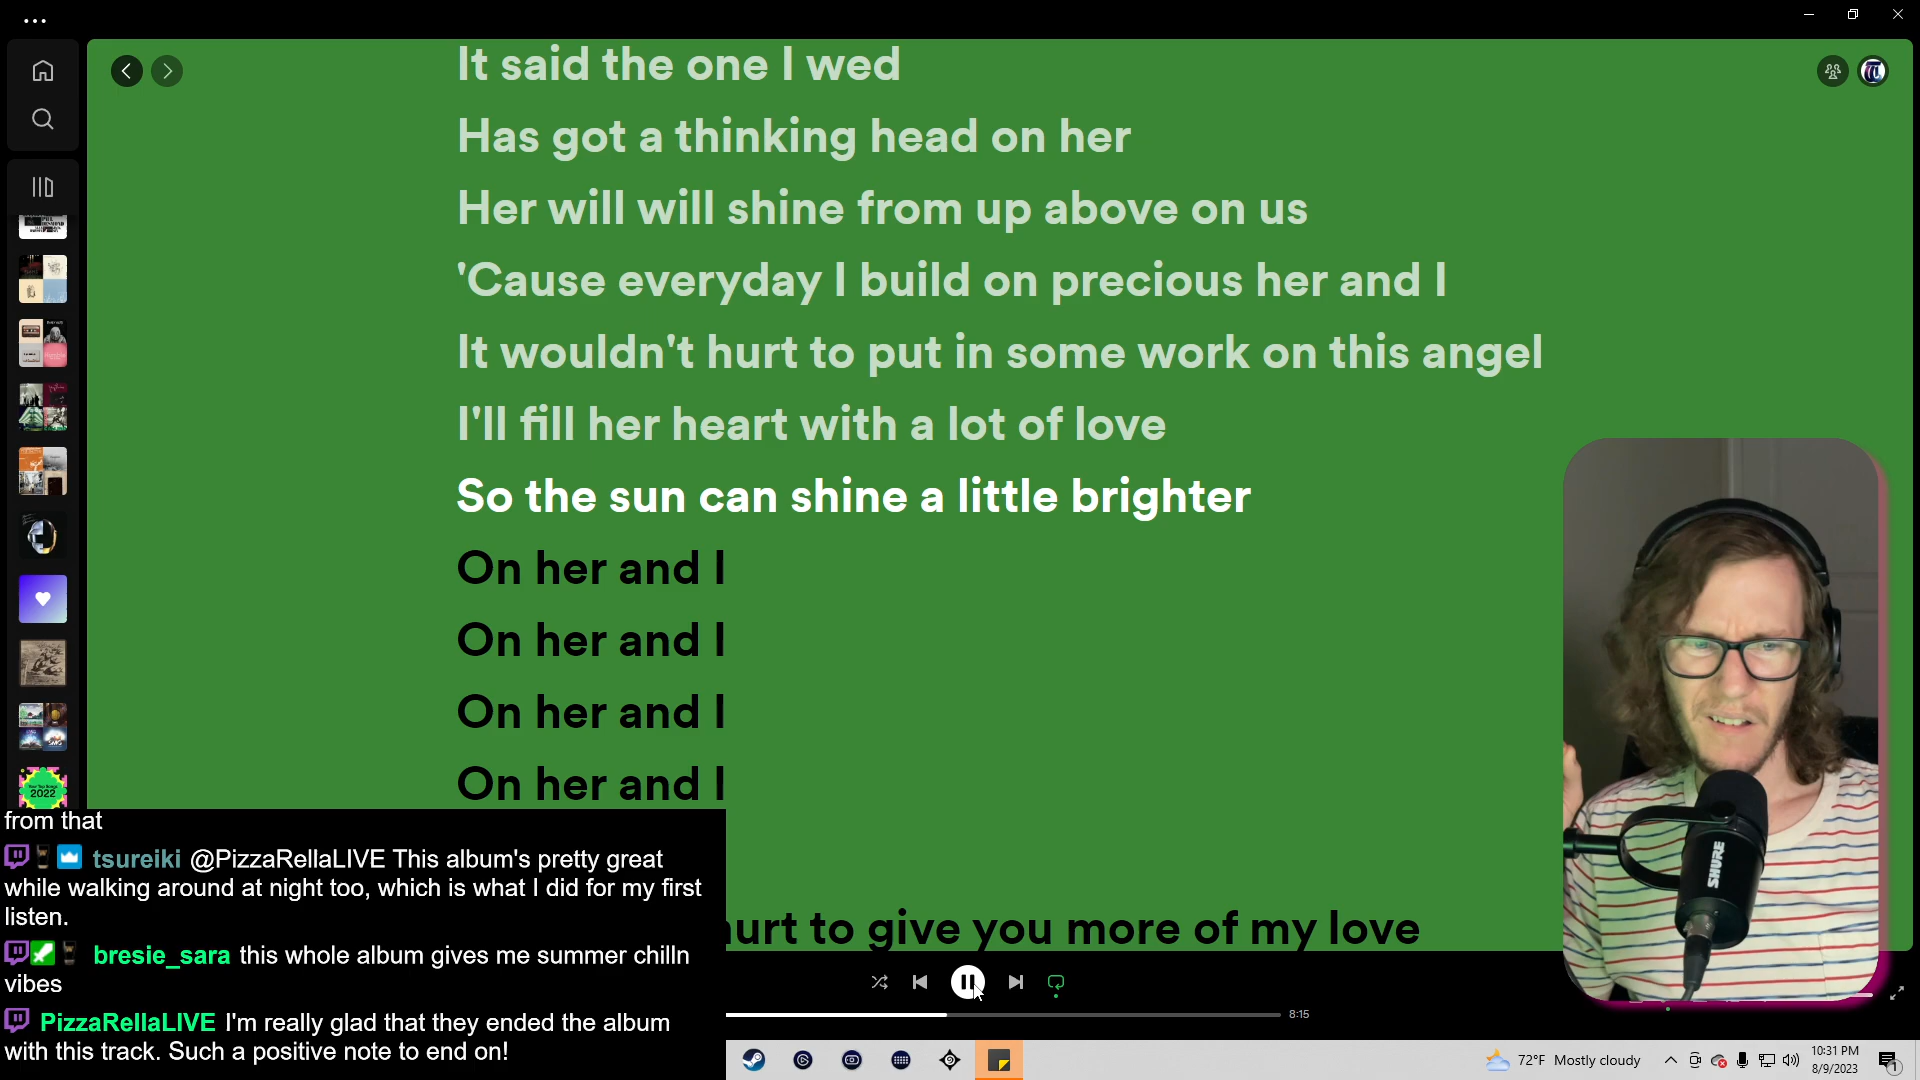 It said the one I wed
Has got a thinking head on her
Her will will shine from up above on us
'Cause everyday I build on precious her and I
It wouldn't hurt to put in some work on this angel
I'll fill her heart with a lot of love
So the sun can shine a little brighter
On her and I
On her and I
On her and I
On her and I
hurt to give you more of my love
2022
from that
tsureiki @PizzaRellaLIVE This album's pretty great
while walking around at night too, which is what I did for my first
listen.
bresie_sara this whole album gives me summer chilln
vibes
PizzaRellaLIVE I'm really glad that they ended the album
with this track. Such a positive note to end on!
8:15
SHURE
72°F Mostly cloudy
10:31 PM
8/9/2023
1